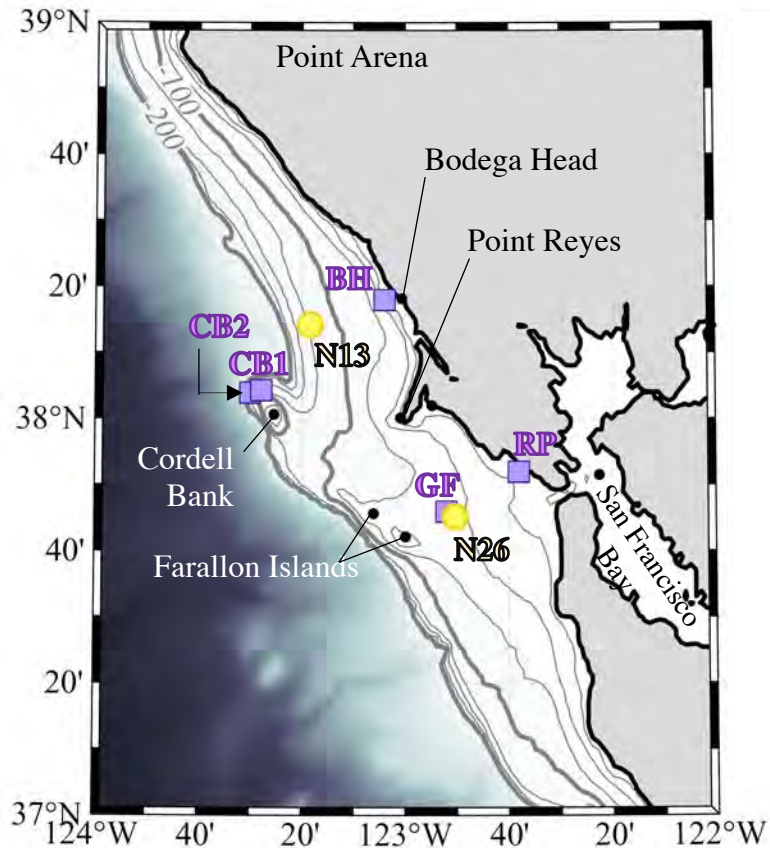 39°N
Point Arena
-100
-200
40'
Bodega Head
Point Reyes
20'
BH
CB2
N13
CB1
38°N
Cordell
Bank
RP
GF
San Francisco
Bay
40'
N26
Farallon Islands
20'
37°N
124°W
40'
20'
123°W
40'
20'
122°W